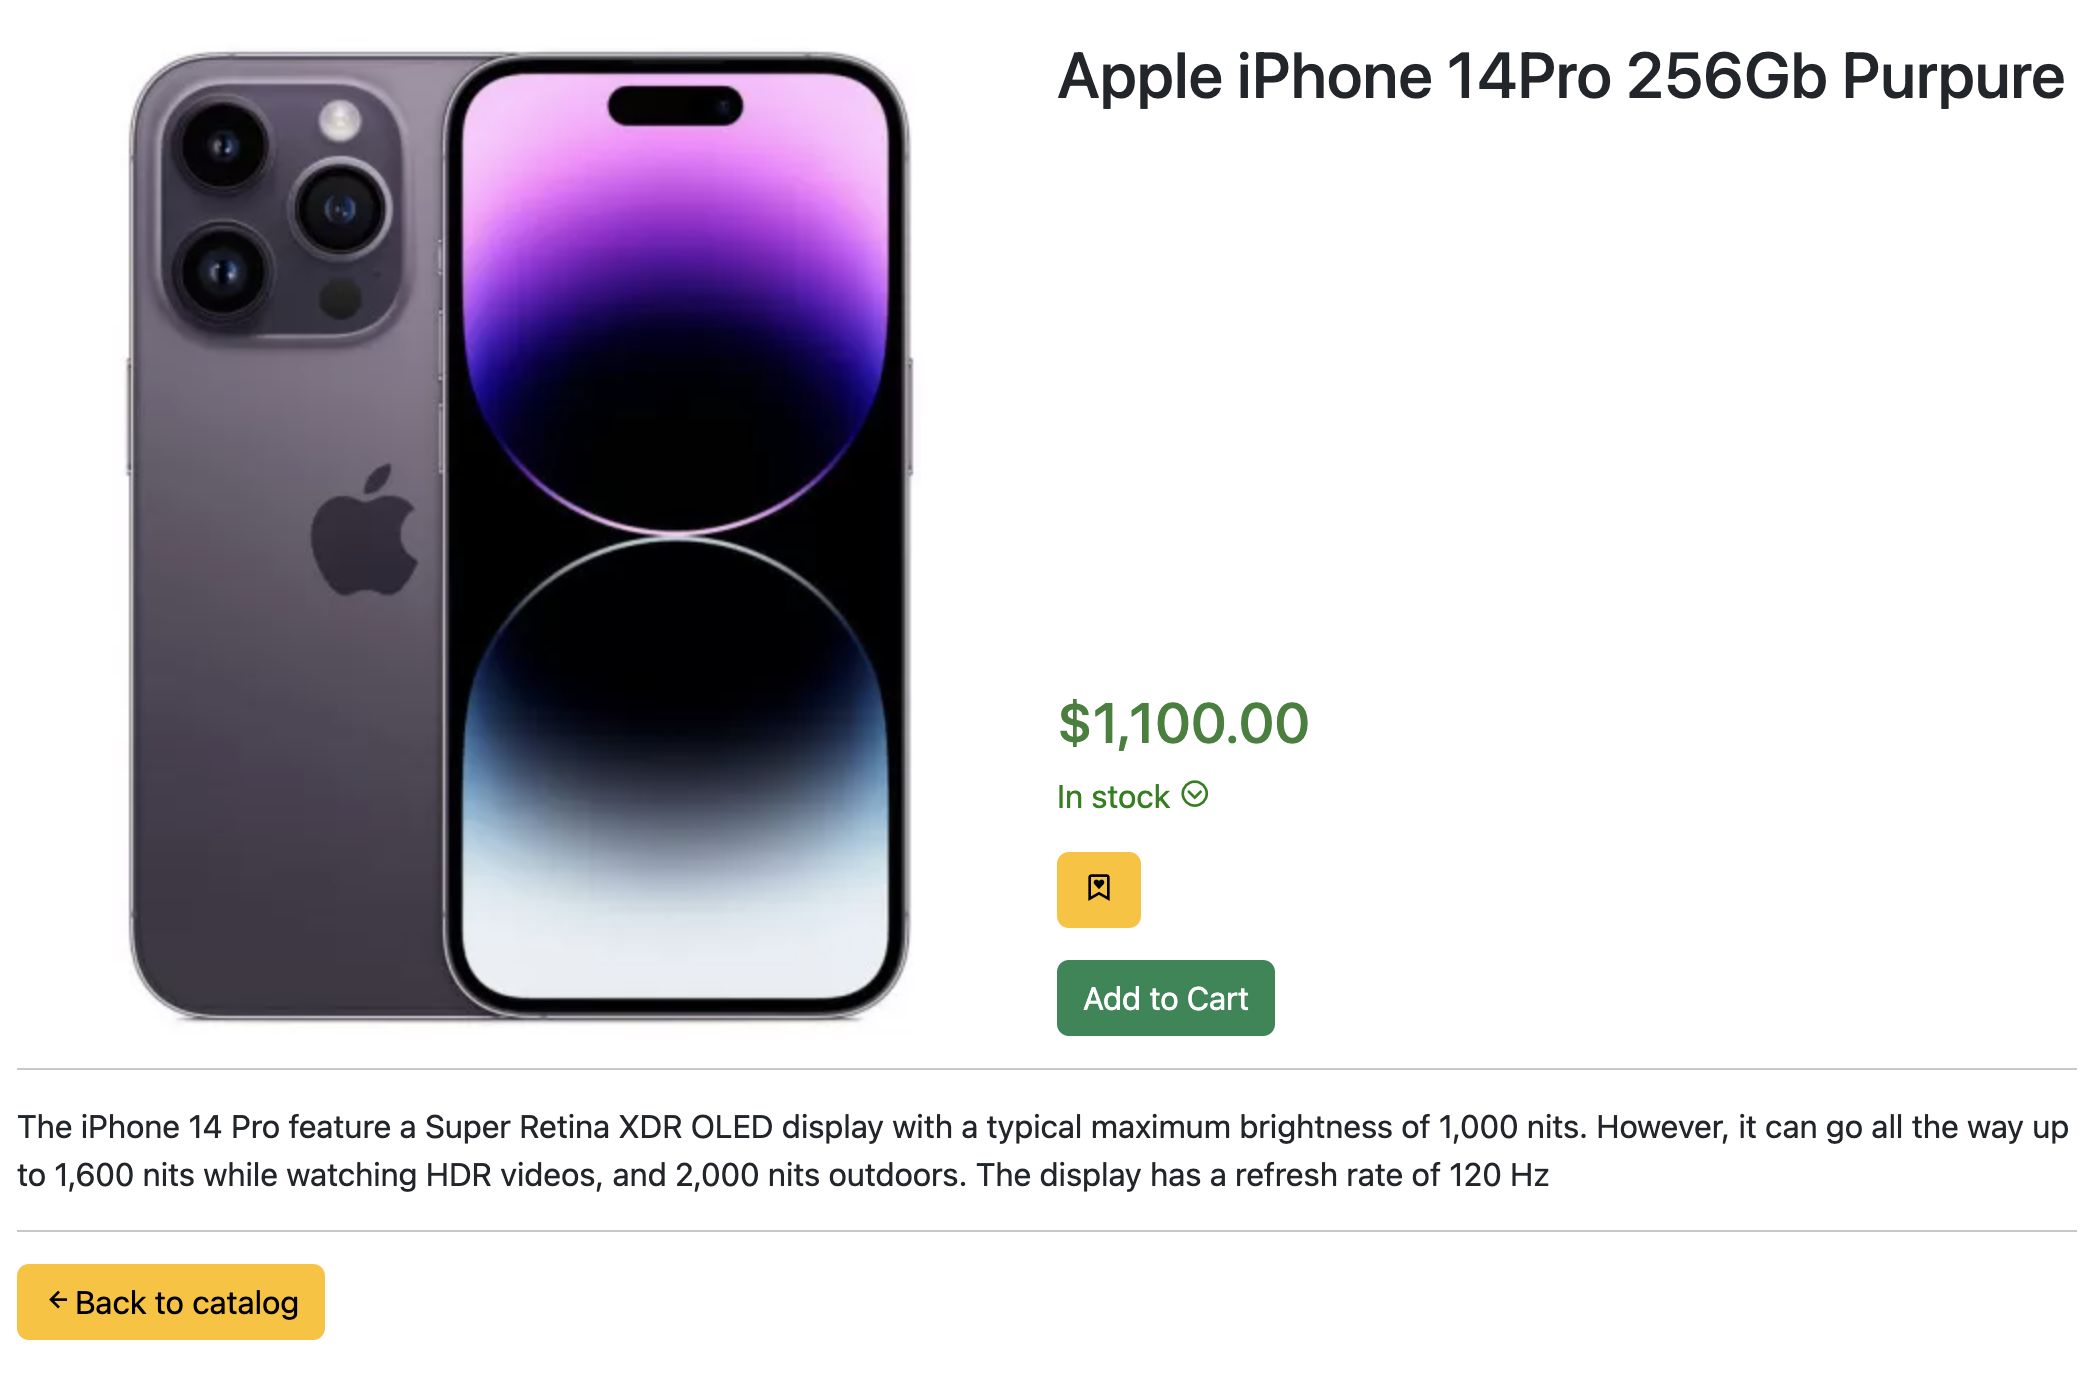 Apple iPhone 14Pro 256Gb Purpure
$1,100.00
In stock
Add to Cart
The iPhone 14 Pro feature a Super Retina XDR OLED display with a typical maximum brightness of 1,000 nits. However, it can go all the way up
to 1,600 nits while watching HDR videos, and 2,000 nits outdoors. The display has a refresh rate of 120 Hz
Back to catalog